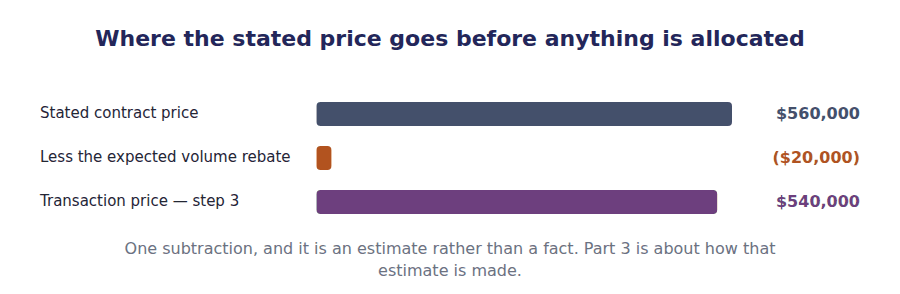 Where the stated price goes before anything is allocated
Stated contract price $560,000
Less the expected volume rebate ($20,000)
Transaction price — step 3 $540,000
One subtraction, and it is an estimate rather than a fact. Part 3 is about how that
estimate is made.